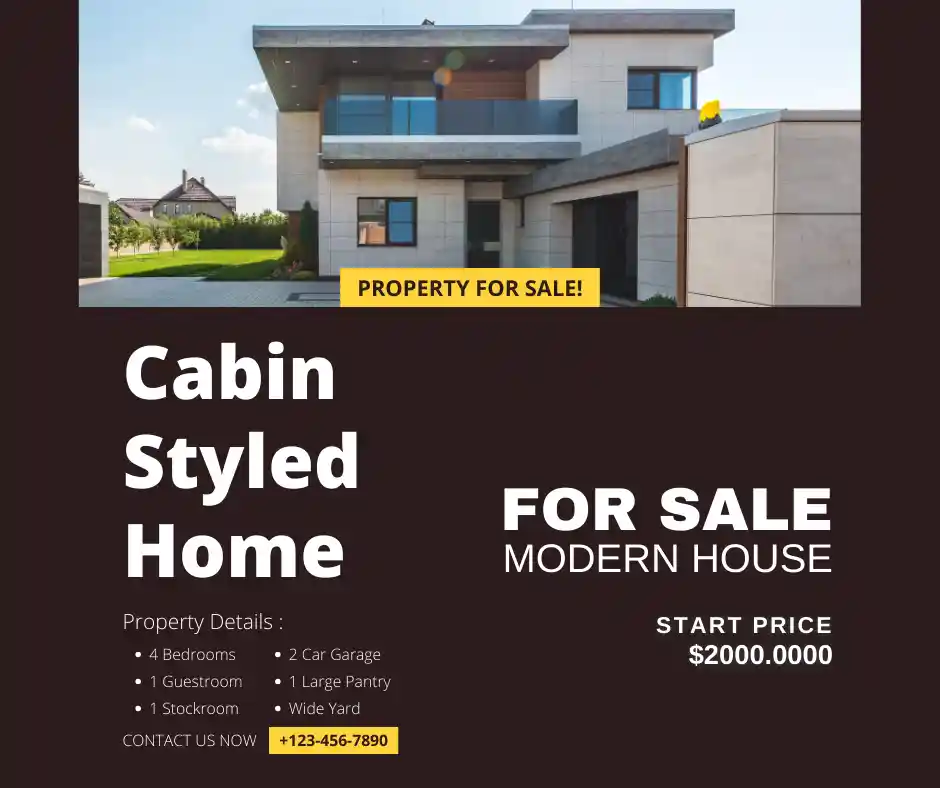 PROPERTY FOR SALE!
Cabin
Styled
Home
FOR SALE
MODERN HOUSE
START PRICE
$2000.0000
Property Details :
• 4 Bedrooms
• 1 Guestroom
• 1 Stockroom
• 2 Car Garage
• 1 Large Pantry
• Wide Yard
CONTACT US NOW +123-456-7890